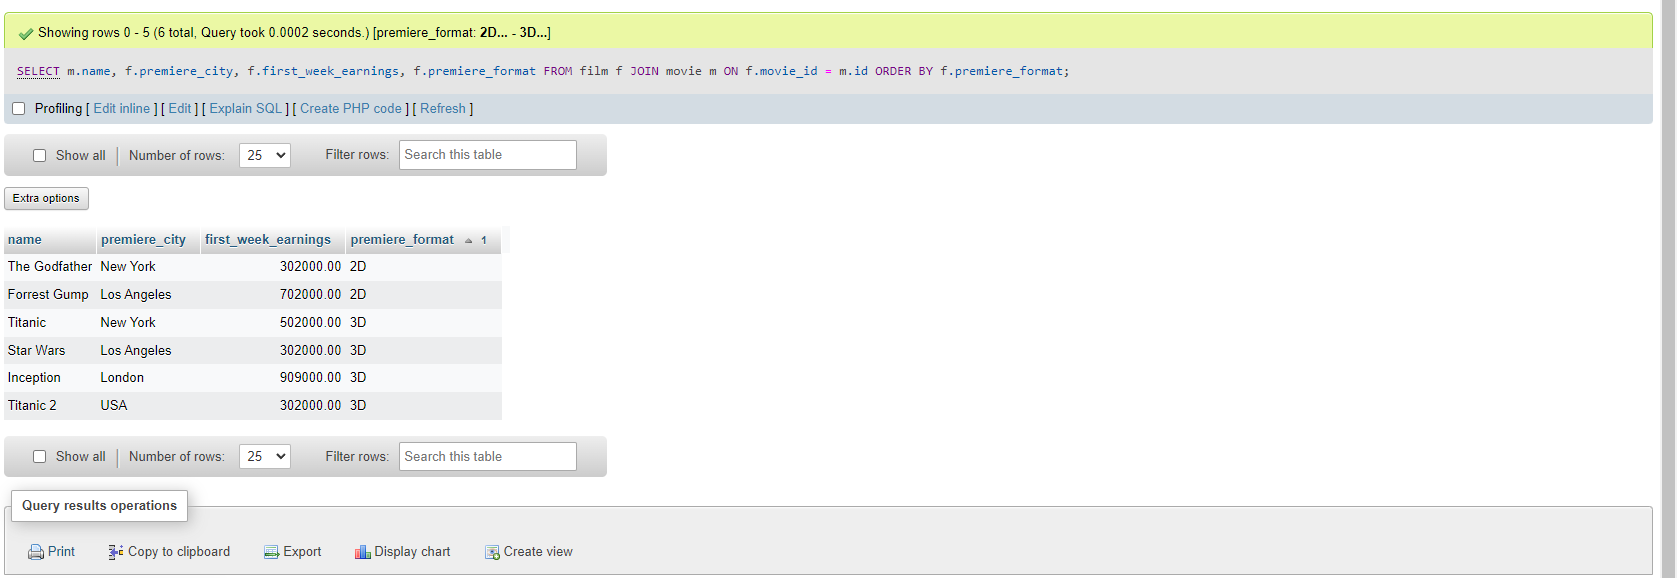 Showing rows 0 - 5 (6 total, Query took 0.0002 seconds.) [premiere_format: 2D... - 3D...]
SELECT m.name, f.premiere_city, f.first_week_earnings, f.premiere_format FROM film f JOIN movie m ON f.movie_id = m.id ORDER BY f.premiere_format;
Profiling [ Edit inline ] [ Edit ] [ Explain SQL ] [ Create PHP code ] [ Refresh ]
Show all Number of rows: 25 Filter rows: Search this table
Extra options
name premiere_city first_week_earnings premiere_format 1
The Godfather New York 302000.00 2D
Forrest Gump Los Angeles 702000.00 2D
Titanic New York 502000.00 3D
Star Wars Los Angeles 302000.00 3D
Inception London 909000.00 3D
Titanic 2 USA 302000.00 3D
Show all Number of rows: 25 Filter rows: Search this table
Query results operations
Print Copy to clipboard Export Display chart Create view